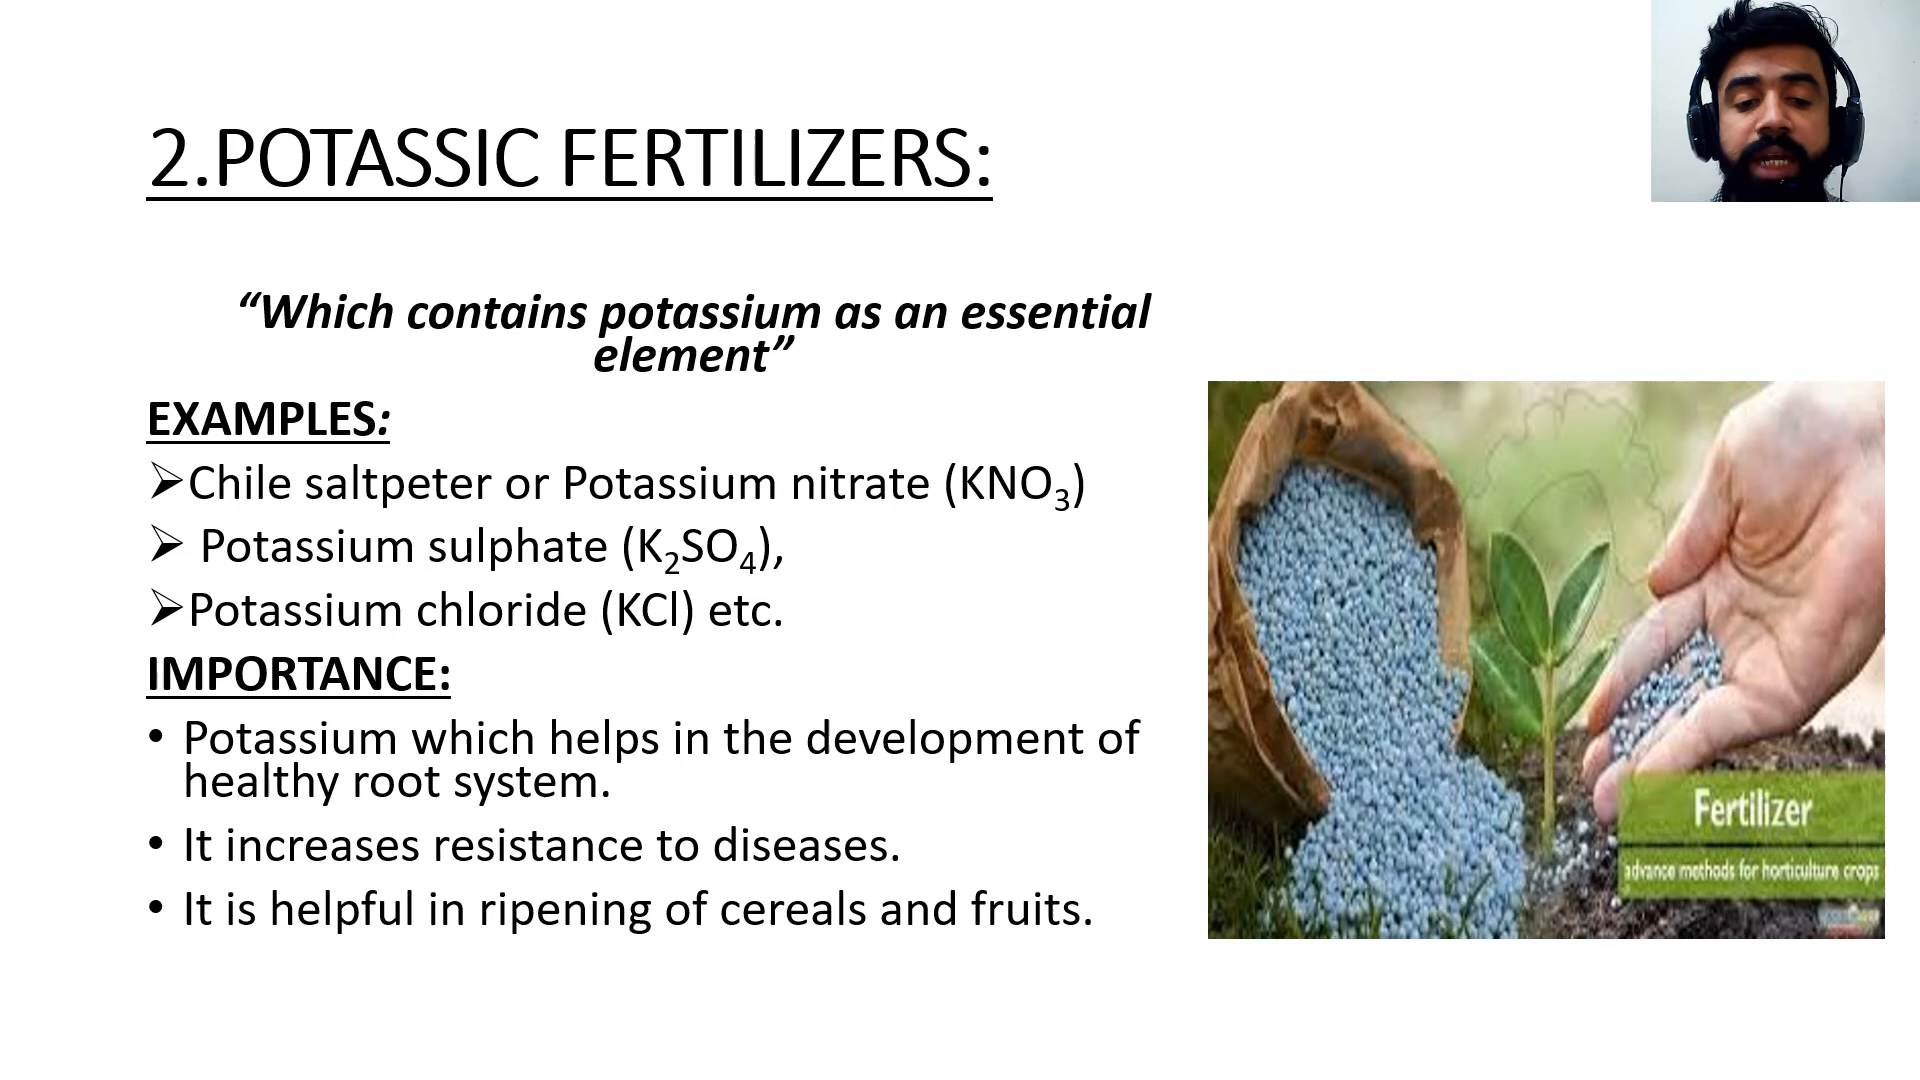 2.POTASSIC FERTILIZERS:
“Which contains potassium as an essential
element”
EXAMPLES:
➢Chile saltpeter or Potassium nitrate (KNO₃)
➢ Potassium sulphate (K₂SO₄),
➢Potassium chloride (KCl) etc.
IMPORTANCE:
• Potassium which helps in the development of
healthy root system.
• It increases resistance to diseases.
• It is helpful in ripening of cereals and fruits.
Fertilizer
advance methods for horticulture crops